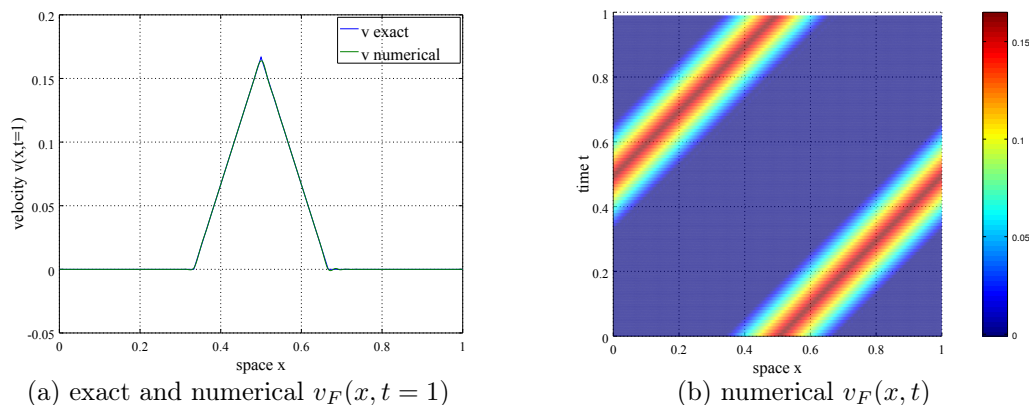 0.2
0.15
0.1
0.05
0
-0.05
velocity v(x,t=1)
v exact
v numerical
0 0.2 0.4 0.6 0.8 1
space x
(a) exact and numerical v_F(x, t = 1)
1
0.8
0.6
0.4
0.2
0
time t
0 0.2 0.4 0.6 0.8 1
space x
0.15
0.1
0.05
0
(b) numerical v_F(x, t)